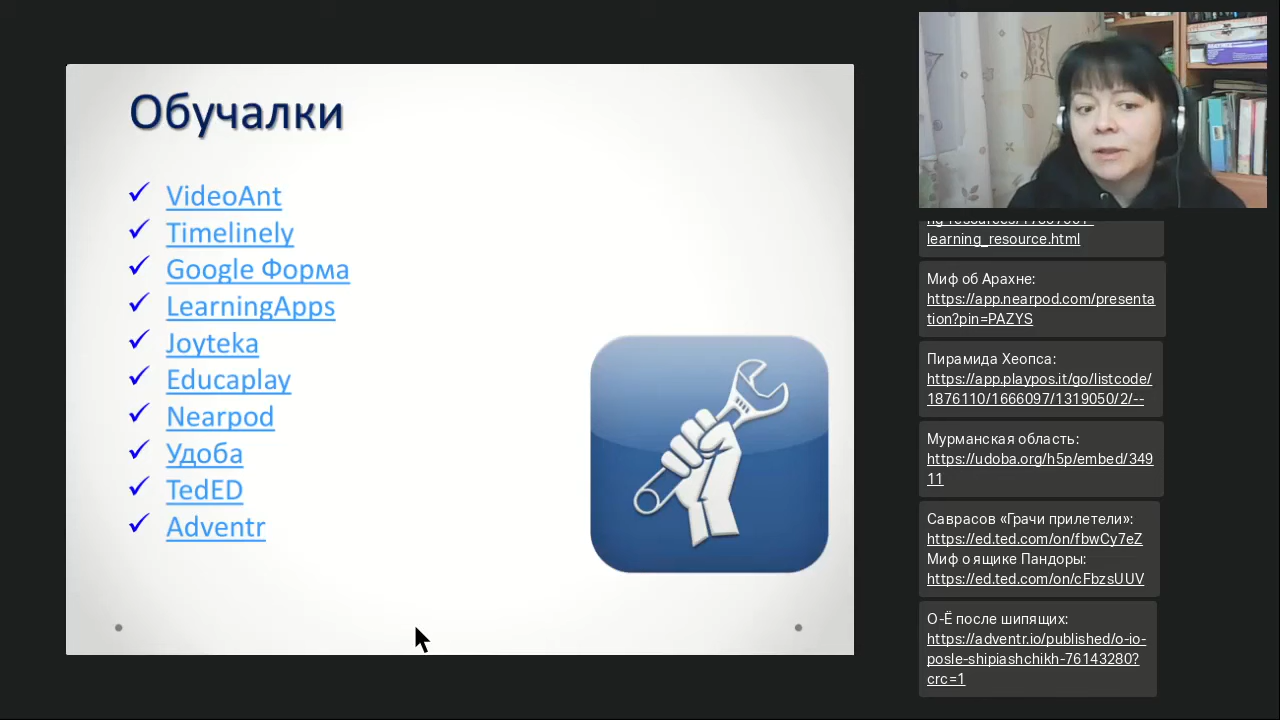 Обучалки
VideoAnt
Timelinely
Google Форма
LearningApps
Joyteka
Educaplay
Nearpod
Удоба
TedED
Adventr
learning_resource.html
Миф об Арахне:
https://app.nearpod.com/presenta
tion?pin=PAZYS
Пирамида Хеопса:
https://app.playpos.it/go/listcode/
1876110/1666097/1319050/2/--
Мурманская область:
https://udoba.org/h5p/embed/349
11
Саврасов «Грачи прилетели»:
https://ed.ted.com/on/fbwCy7eZ
Миф о ящике Пандоры:
https://ed.ted.com/on/cFbzsUUV
О-Ё после шипящих:
https://adventr.io/published/o-io-
posle-shipiashchikh-76143280?
crc=1